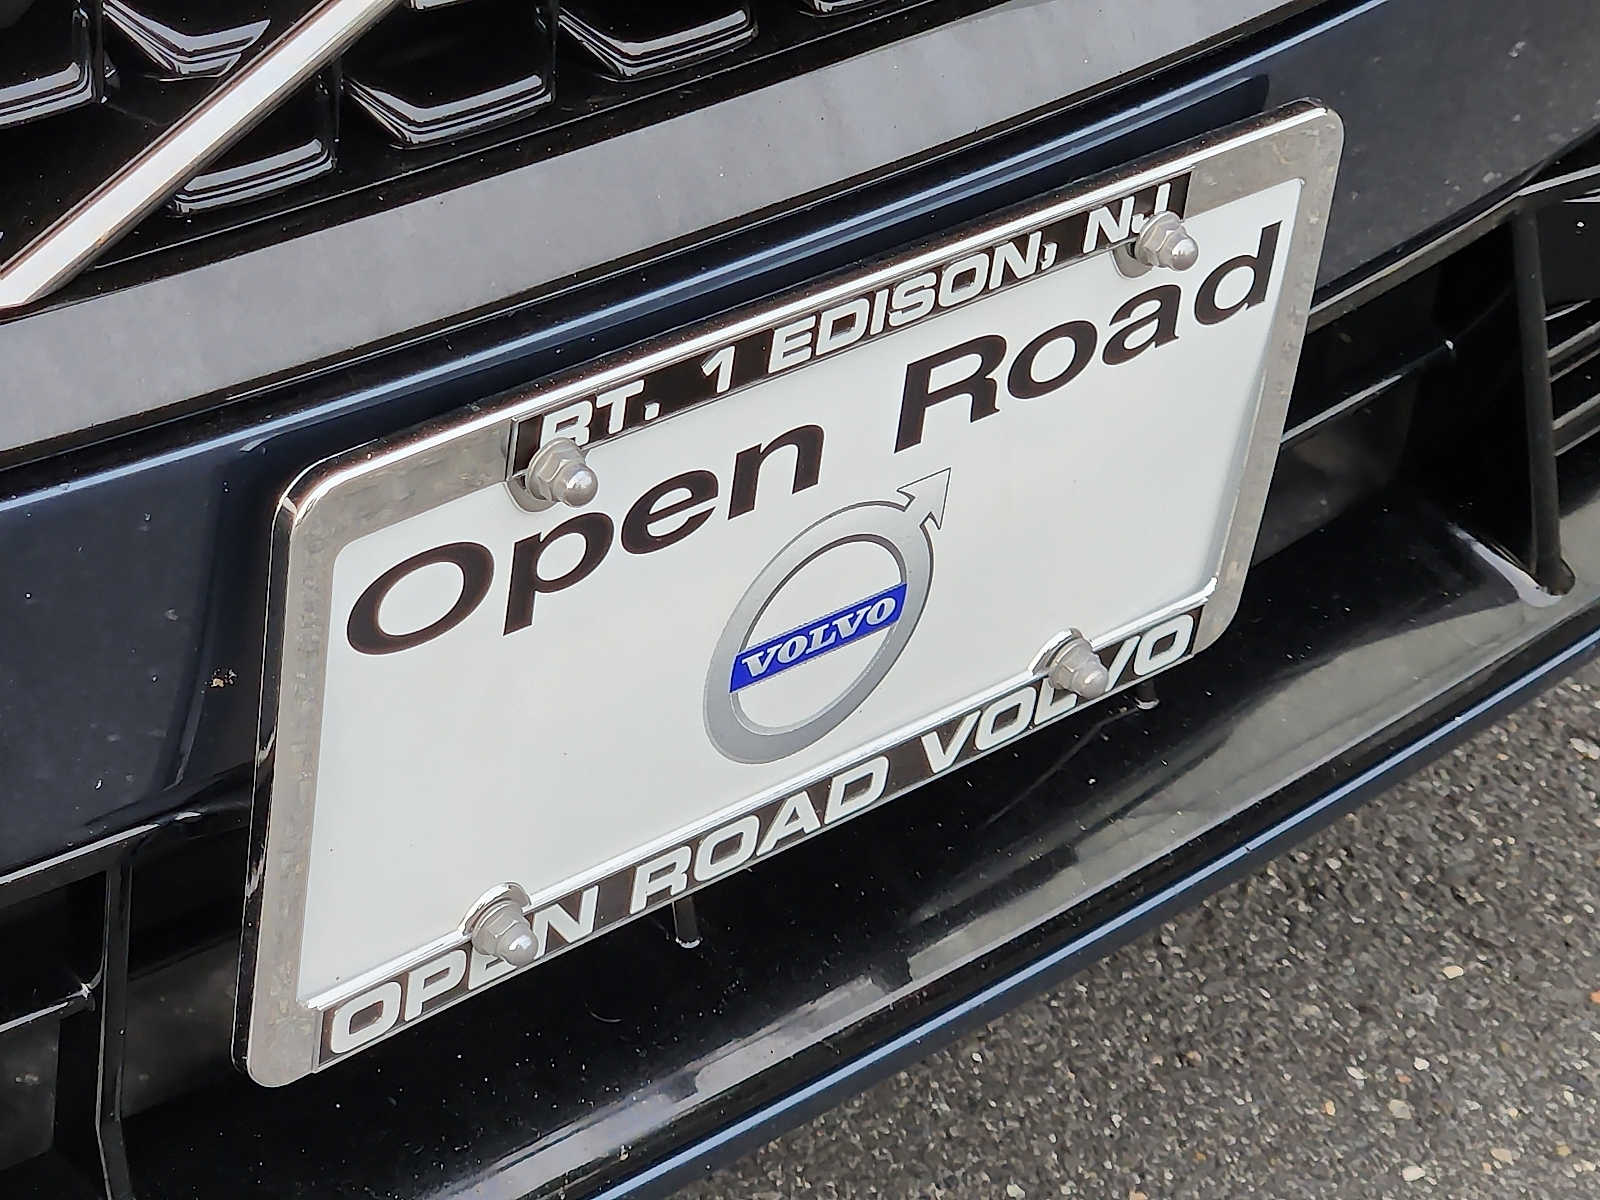 RT. 1 EDISON, NJ
Open Road
VOLVO
OPEN ROAD VOLVO